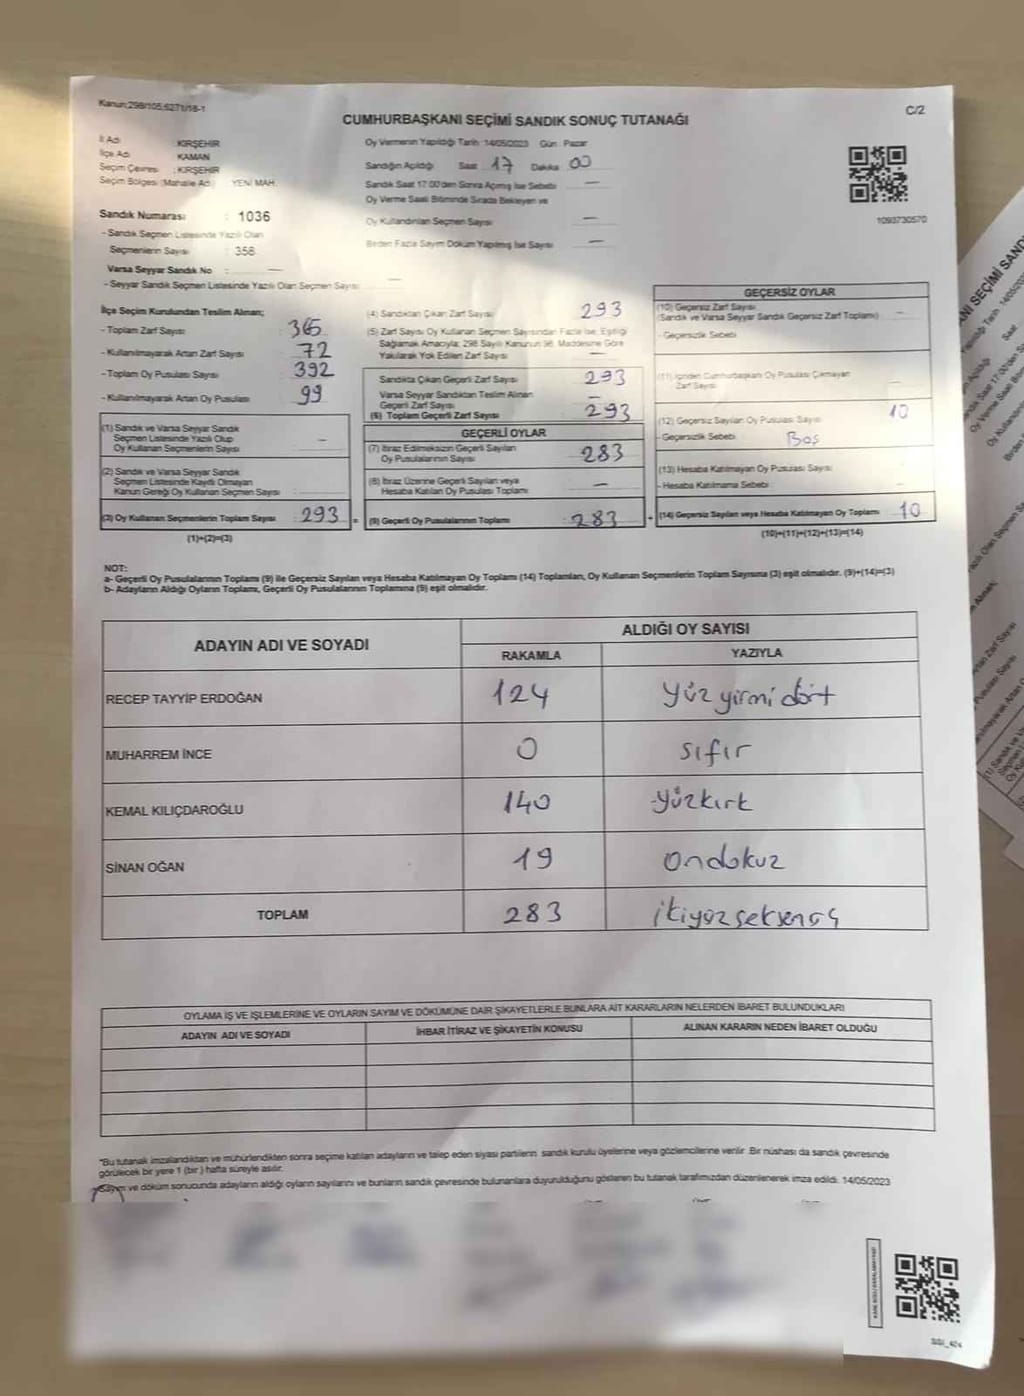 Kanun;298/105,6271/18-1
C/2
CUMHURBAŞKANI SEÇİMİ SANDIK SONUÇ TUTANAĞI
İl Adı : KIRŞEHİR
İlçe Adı : KAMAN
Seçim Çevresi : KIRŞEHİR
Seçim Bölgesi (Mahalle Adı) : YENİ MAH.
Sandık Numarası : 1036
- Sandık Seçmen Listesinde Yazılı Olan
Seçmenlerin Sayısı : 358
Varsa Seyyar Sandık No : —
- Seyyar Sandık Seçmen Listesinde Yazılı Olan Seçmen Sayısı : —
Oy Vermenin Yapıldığı Tarih 14/05/2023 Gün Pazar
Sandığın Açıldığı Saat 17 Dakika 00
Sandık Saat 17.00'den Sonra Açılmış İse Sebebi —
Oy Verme Saati Bitiminde Sırada Bekleyen ve
Oy Kullandırılan Seçmen Sayısı —
Birden Fazla Sayım Döküm Yapılmış İse Sayısı —
1093730570
İlçe Seçim Kurulundan Teslim Alınan;
- Toplam Zarf Sayısı : 365
- Kullanılmayarak Artan Zarf Sayısı : 72
- Toplam Oy Pusulası Sayısı : 392
- Kullanılmayarak Artan Oy Pusulası : 99
(1) Sandık ve Varsa Seyyar Sandık
Seçmen Listesinde Yazılı Olup
Oy Kullanan Seçmenlerin Sayısı : —
(2) Sandık ve Varsa Seyyar Sandık
Seçmen Listesinde Kayıtlı Olmayan
Kanun Gereği Oy Kullanan Seçmen Sayısı :
(3) Oy Kullanan Seçmenlerin Toplam Sayısı : 293
(1)+(2)=(3)
(4) Sandıktan Çıkan Zarf Sayısı : 293
(5) Zarf Sayısı Oy Kullanan Seçmen Sayısından Fazla İse, Eşitliği
Sağlamak Amacıyla; 298 Sayılı Kanunun 98. Maddesine Göre
Yakılarak Yok Edilen Zarf Sayısı : —
Sandıkta Çıkan Geçerli Zarf Sayısı : 293
Varsa Seyyar Sandıktan Teslim Alınan
Geçerli Zarf Sayısı : —
(6) Toplam Geçerli Zarf Sayısı : 293
GEÇERLİ OYLAR
(7) İtiraz Edilmeksizin Geçerli Sayılan
Oy Pusulalarının Sayısı : 283
(8) İtiraz Üzerine Geçerli Sayılan veya
Hesaba Katılan Oy Pusulası Toplamı : —
= (9) Geçerli Oy Pusulalarının Toplamı : 283
GEÇERSİZ OYLAR
(10) Geçersiz Zarf Sayısı
(Sandık ve Varsa Seyyar Sandık Geçersiz Zarf Toplamı) : —
- Geçersizlik Sebebi :
(11) İçinden Cumhurbaşkanı Oy Pusulası Çıkmayan
Zarf Sayısı : —
(12) Geçersiz Sayılan Oy Pusulası Sayısı : 10
- Geçersizlik Sebebi : Boş
(13) Hesaba Katılmayan Oy Pusulası Sayısı : —
- Hesaba Katılmama Sebebi :
+ (14) Geçersiz Sayılan veya Hesaba Katılmayan Oy Toplamı : 10
(10)+(11)+(12)+(13)=(14)
NOT:
a- Geçerli Oy Pusulalarının Toplamı (9) ile Geçersiz Sayılan veya Hesaba Katılmayan Oy Toplamı (14) Toplamları, Oy Kullanan Seçmenlerin Toplam Sayısına (3) eşit olmalıdır. (9)+(14)=(3)
b- Adayların Aldığı Oyların Toplamı, Geçerli Oy Pusulalarının Toplamına (9) eşit olmalıdır.
ADAYIN ADI VE SOYADI ALDIĞI OY SAYISI
RAKAMLA YAZIYLA
RECEP TAYYİP ERDOĞAN 124 yüz yirmi dört
MUHARREM İNCE 0 sıfır
KEMAL KILIÇDAROĞLU 140 yüzkırk
SİNAN OĞAN 19 ondokuz
TOPLAM 283 ikiyüzseksenüç
OYLAMA İŞ VE İŞLEMLERİNE VE OYLARIN SAYIM VE DÖKÜMÜNE DAİR ŞİKAYETLERLE BUNLARA AİT KARARLARIN NELERDEN İBARET BULUNDUKLARI
ADAYIN ADI VE SOYADI İHBAR İTİRAZ VE ŞİKAYETİN KONUSU ALINAN KARARIN NEDEN İBARET OLDUĞU
*Bu tutanak imzalandıktan ve mühürlendikten sonra seçime katılan adayların ve talep eden siyasi partilerin sandık kurulu üyelerine veya gözlemcilerine verilir. Bir nüshası da sandık çevresinde
görülecek bir yere 1 (bir) hafta süreyle asılır.
Sayım ve döküm sonucunda adayların aldığı oyların sayılarını ve bunların sandık çevresinde bulunanlara duyurulduğunu gösteren bu tutanak tarafımızdan düzenlenerek imza edildi. 14/05/2023